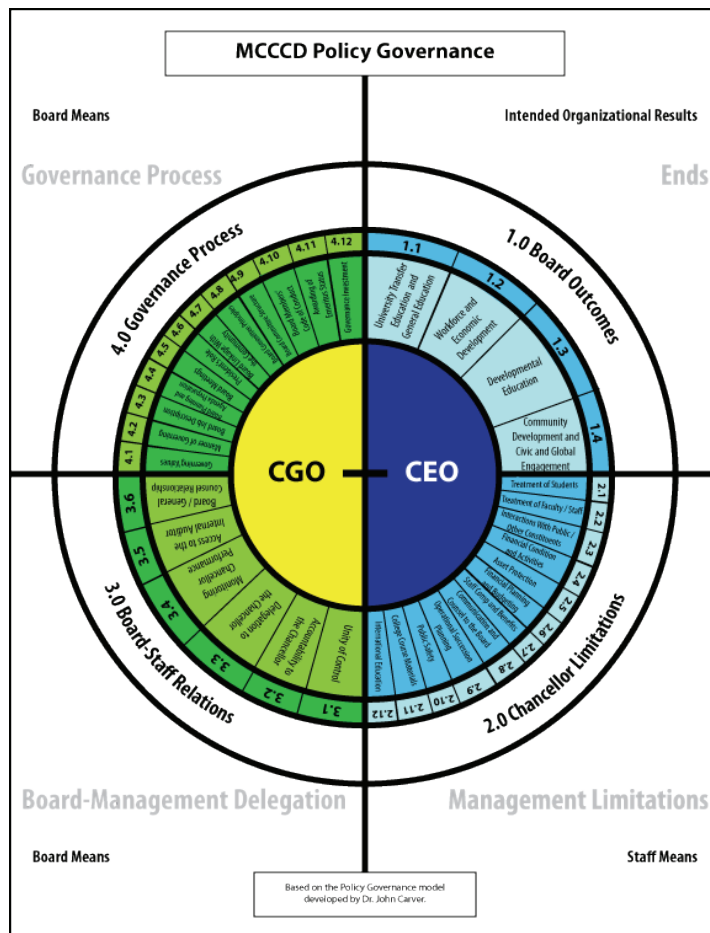 MCCCD Policy Governance
Board Means
Intended Organizational Results
Governance Process
Ends
4.0 Governance Process
1.0 Board Outcomes
4.1
4.2
4.3
4.4
4.5
4.6
4.7
4.8
4.9
4.10
4.11
4.12
Governing Values
Manner of Governing
Board Job Description
Board Planning and
Agenda Preparation
Board Meetings
President's Role
Board Linkage With
the Community
Board Committee Principles
Board Committee Structure
Board Members'
Code of Conduct
Awarding of
Emeritus Status
Governance Investment
1.1
1.2
1.3
1.4
University Transfer
Education and
General Education
Workforce and
Economic
Development
Developmental
Education
Community
Development and
Civic and Global
Engagement
CGO
CEO
2.1
2.2
2.3
2.4
2.5
2.6
2.7
2.8
2.9
2.10
2.11
2.12
Treatment of Students
Treatment of Faculty / Staff
Interactions With Public /
Other Constituents
Financial Condition
and Activities
Asset Protection
Financial Planning
and Budgeting
Staff Comp and Benefits
Communication and
Counsel to the Board
Operational Succession
Planning
Public Safety
College Course Materials
International Education
3.1
3.2
3.3
3.4
3.5
3.6
Unity of Control
Accountability to
the Chancellor
Delegation to
the Chancellor
Monitoring
Chancellor
Performance
Access to the
Internal Auditor
Board / General
Counsel Relationship
3.0 Board-Staff Relations
2.0 Chancellor Limitations
Board-Management Delegation
Management Limitations
Board Means
Staff Means
Based on the Policy Governance model
developed by Dr. John Carver.